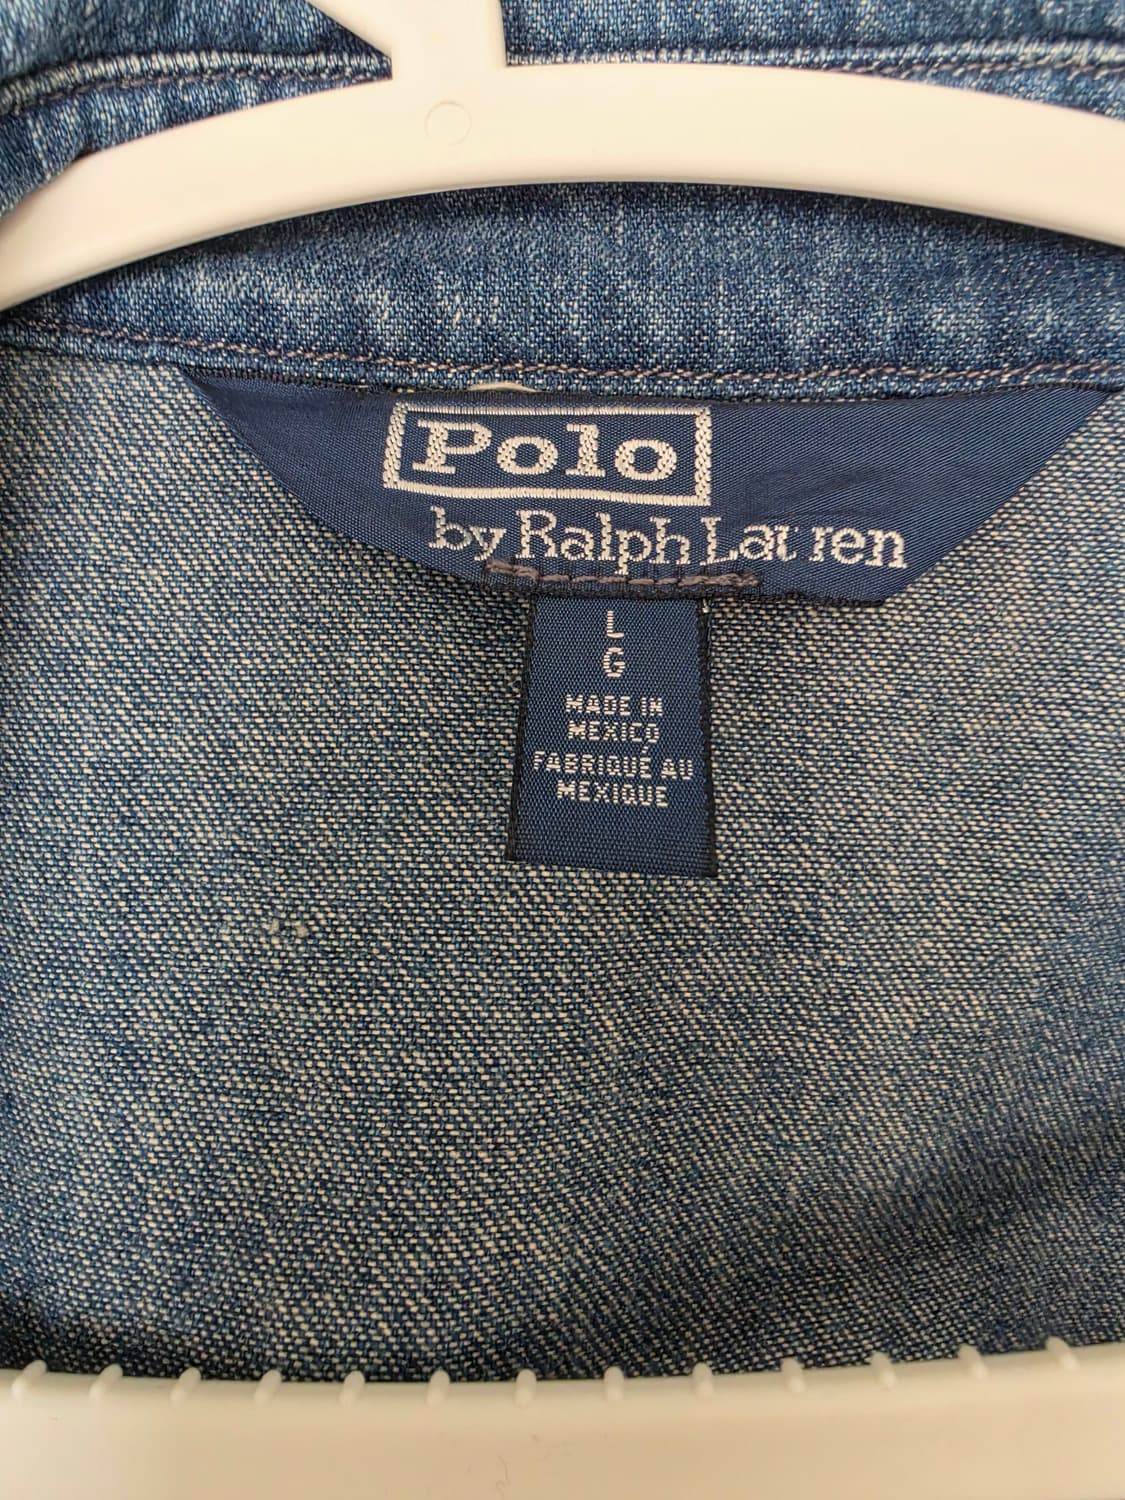 Polo
by Ralph Lauren
L
G
MADE IN
MEXICO
FABRIQUÉ AU
MEXIQUE